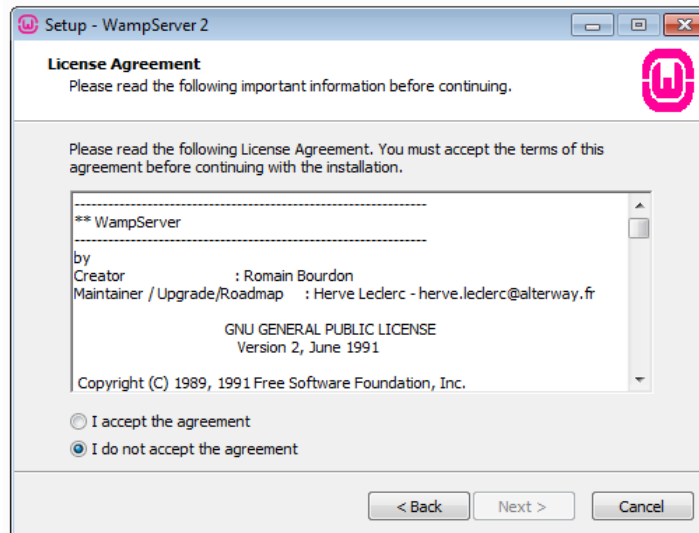 Setup - WampServer 2
License Agreement
Please read the following important information before continuing.
Please read the following License Agreement. You must accept the terms of this
agreement before continuing with the installation.
----------------------------------------------------------------
** WampServer
----------------------------------------------------------------
by
Creator : Romain Bourdon
Maintainer / Upgrade/Roadmap : Herve Leclerc - herve.leclerc@alterway.fr
GNU GENERAL PUBLIC LICENSE
Version 2, June 1991
Copyright (C) 1989, 1991 Free Software Foundation, Inc.
I accept the agreement
I do not accept the agreement
< Back Next > Cancel